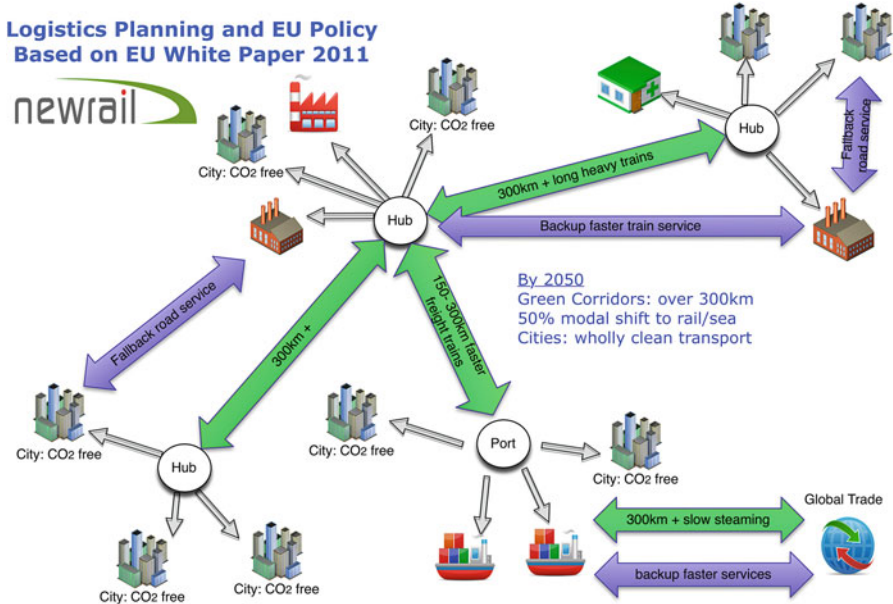 Logistics Planning and EU Policy
Based on EU White Paper 2011
newrail
City: CO2 free
City: CO2 free
Hub
Hub
300km + long heavy trains
Fallback
road service
Backup faster train service
By 2050
Green Corridors: over 300km
50% modal shift to rail/sea
Cities: wholly clean transport
150- 300km faster
freight trains
300km +
Fallback road service
City: CO2 free
Hub
City: CO2 free
Port
City: CO2 free
City: CO2 free
City: CO2 free
300km + slow steaming
Global Trade
backup faster services